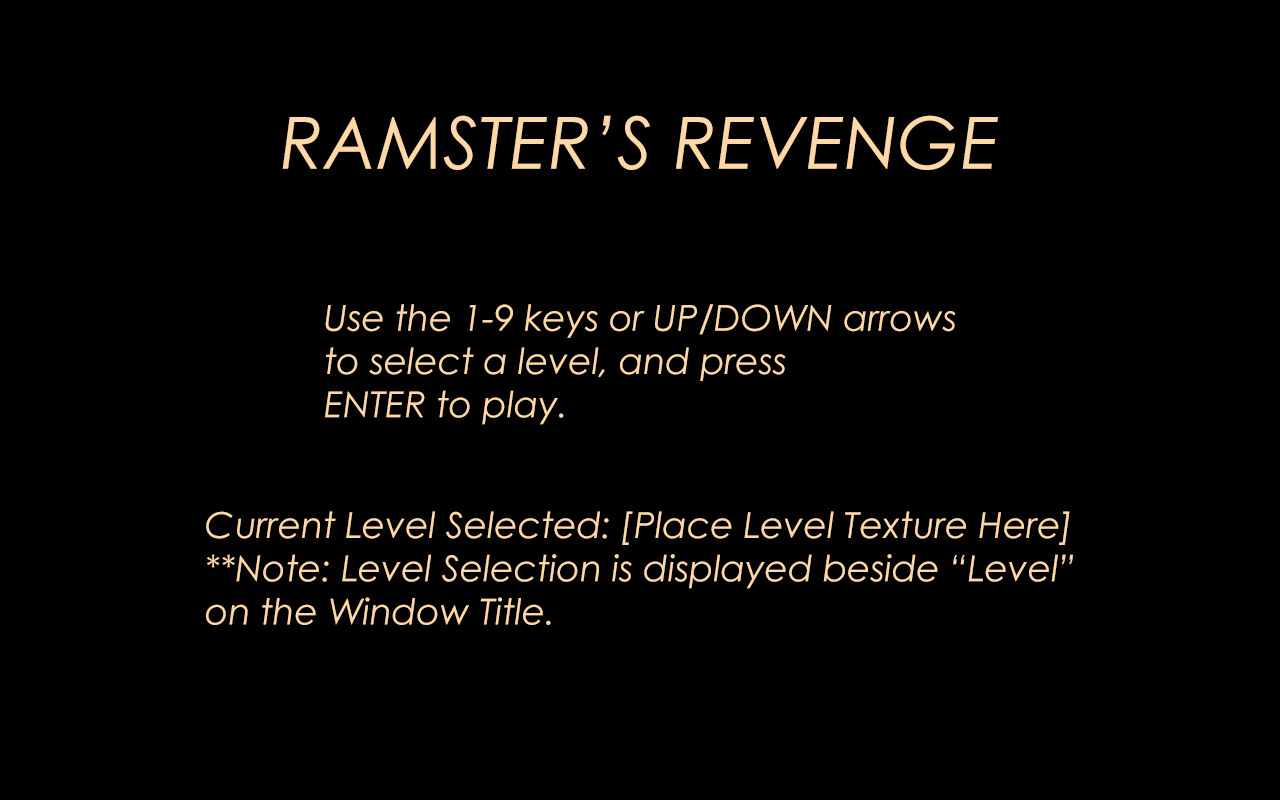 RAMSTER’S REVENGE
Use the 1-9 keys or UP/DOWN arrows
to select a level, and press
ENTER to play.
Current Level Selected: [Place Level Texture Here]
**Note: Level Selection is displayed beside “Level”
on the Window Title.